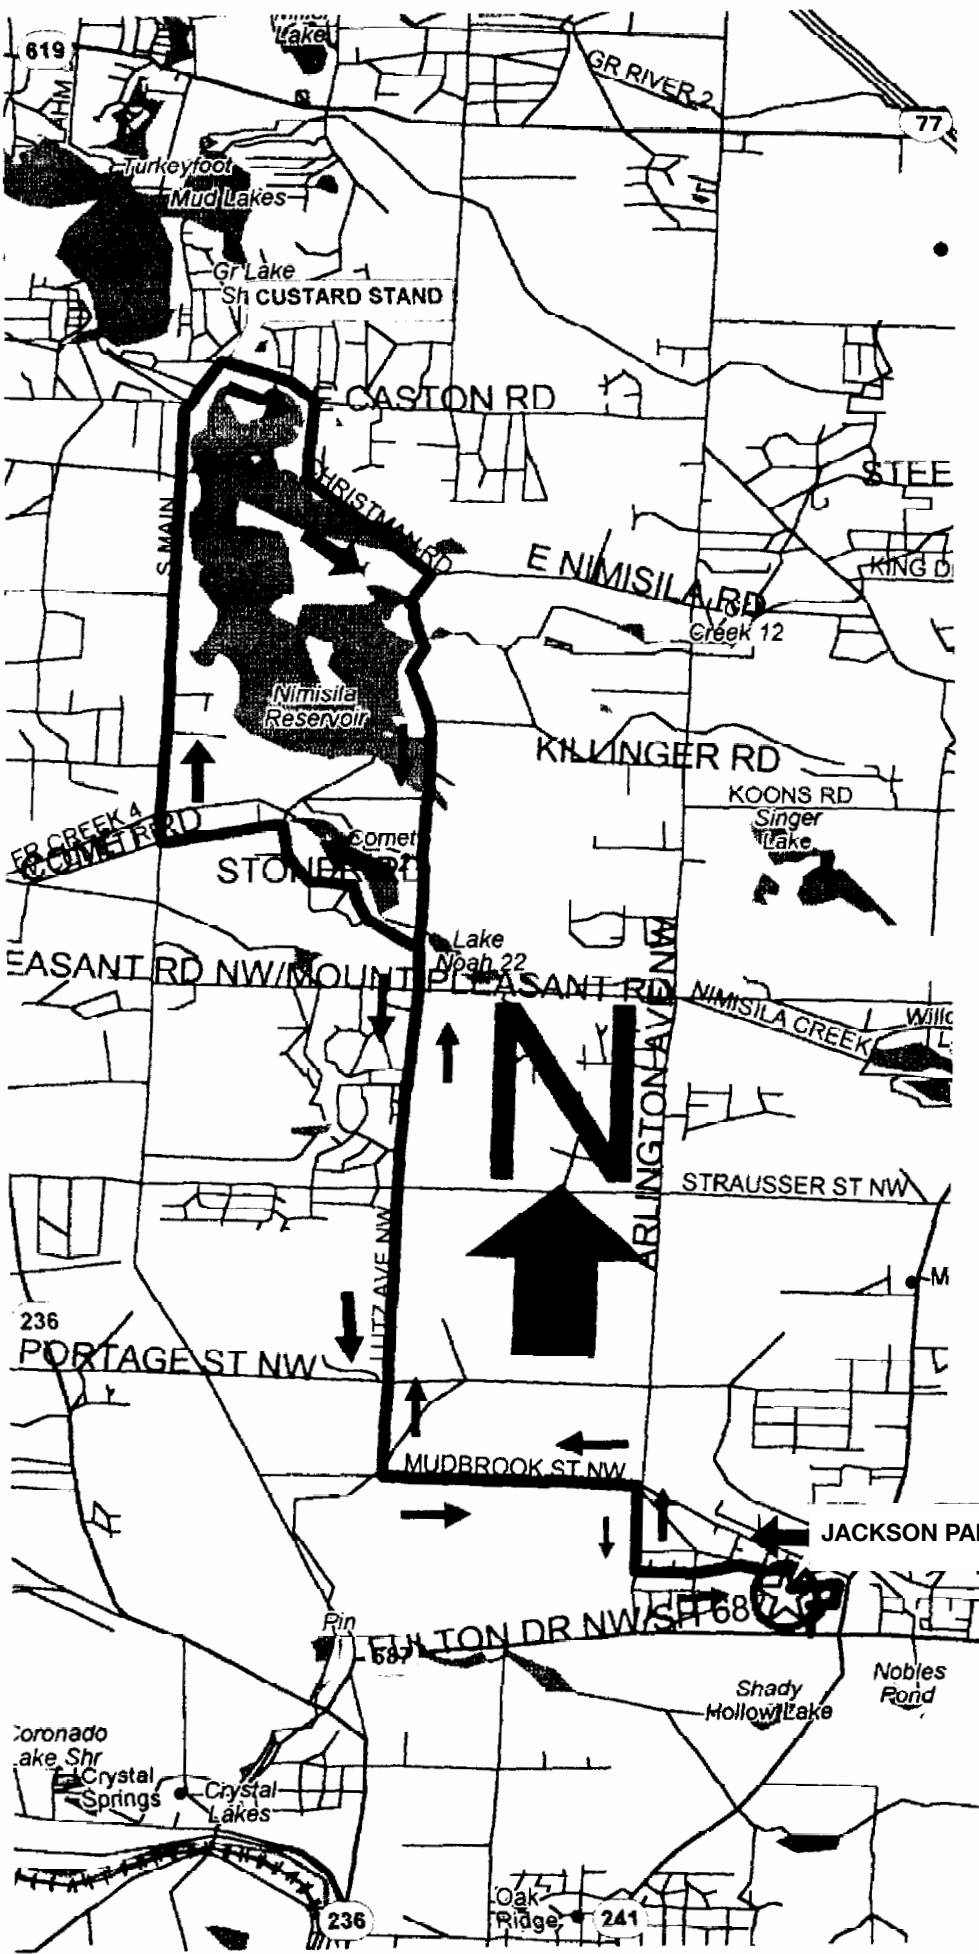 Lake
619
GR RIVER 2
77
Turkeyfoot
Mud Lakes
Gr Lake
Sh
CUSTARD STAND
E CASTON RD
STEE
CHRISTMAN RD
S MAIN
E NIMISILA RD
KING D
Creek 12
Nimisila
Reservoir
KILLINGER RD
KOONS RD
Singer
Lake
ER CREEK 4
COMET RD
Comet
Lake
Noah 22
EASANT RD NW/MOUNT PLEASANT RD
NIMISILA CREEK
Willo
L
N
ARLINGTON AVE NW
STRAUSSER ST NW
LUTZ AVE NW
M
236
PORTAGE ST NW
MUDBROOK ST NW
JACKSON PA
FULTON DR NW/SR 687
Pin
687
Shady
Hollow Lake
Nobles
Pond
Coronado
Lake Shr
Crystal
Springs
Crystal
Lakes
Oak
Ridge
236
241